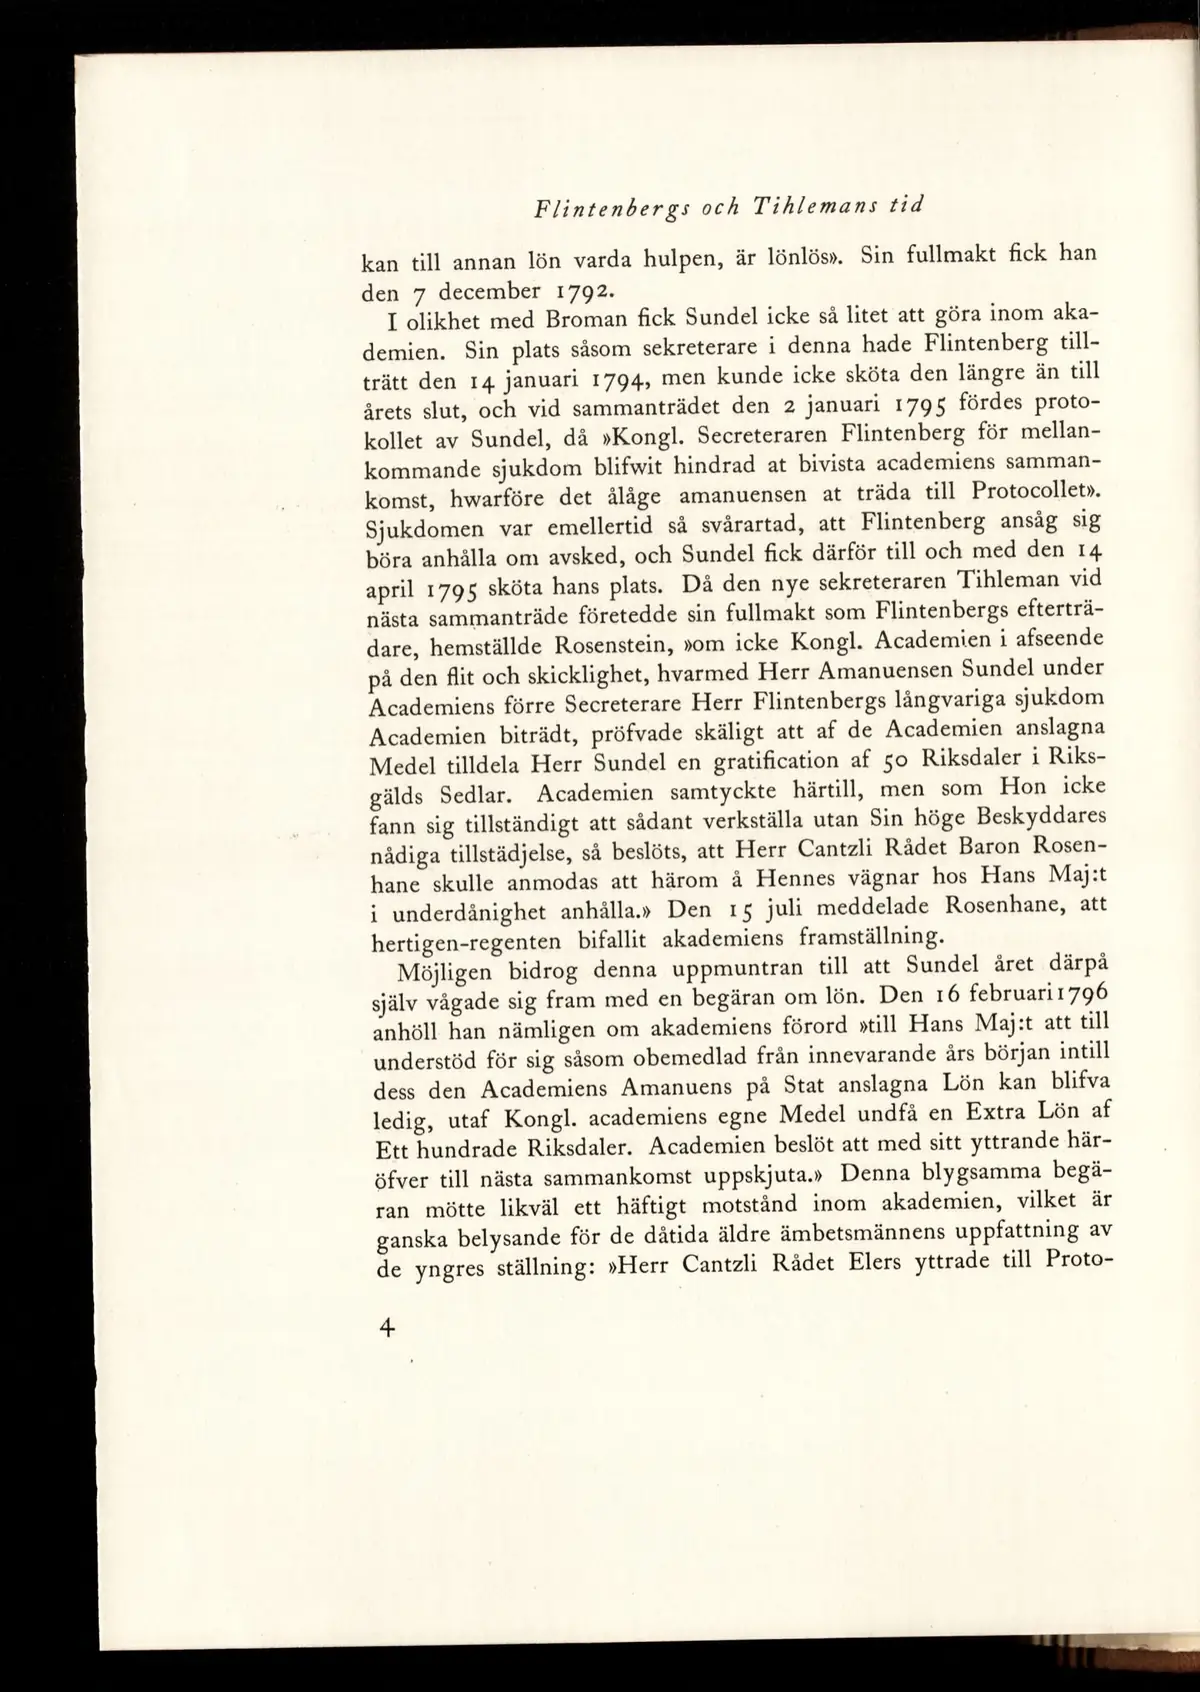 Flintenbergs och Tihlemans tid
kan till annan lön varda hulpen, är lönlös». Sin fullmakt fick han
den 7 december 1792.
I olikhet med Broman fick Sundel icke så litet att göra inom aka-
demien. Sin plats såsom sekreterare i denna hade Flintenberg till-
trätt den 14 januari 1794, men kunde icke sköta den längre än till
årets slut, och vid sammanträdet den 2 januari 1795 fördes proto-
kollet av Sundel, då »Kongl. Secreteraren Flintenberg för mellan-
kommande sjukdom blifwit hindrad at bivista academiens samman-
komst, hwarföre det ålåge amanuensen at träda till Protocollet».
Sjukdomen var emellertid så svårartad, att Flintenberg ansåg sig
böra anhålla om avsked, och Sundel fick därför till och med den 14
april 1795 sköta hans plats. Då den nye sekreteraren Tihleman vid
nästa sammanträde företedde sin fullmakt som Flintenbergs efterträ-
dare, hemställde Rosenstein, »om icke Kongl. Academien i afseende
på den flit och skicklighet, hvarmed Herr Amanuensen Sundel under
Academiens förre Secreterare Herr Flintenbergs långvariga sjukdom
Academien biträdt, pröfvade skäligt att af de Academien anslagna
Medel tilldela Herr Sundel en gratification af 50 Riksdaler i Riks-
gälds Sedlar. Academien samtyckte härtill, men som Hon icke
fann sig tillständigt att sådant verkställa utan Sin höge Beskyddares
nådiga tillstädjelse, så beslöts, att Herr Cantzli Rådet Baron Rosen-
hane skulle anmodas att härom å Hennes vägnar hos Hans Maj:t
i underdånighet anhålla.» Den 15 juli meddelade Rosenhane, att
hertigen-regenten bifallit akademiens framställning.
Möjligen bidrog denna uppmuntran till att Sundel året därpå
själv vågade sig fram med en begäran om lön. Den 16 februari 1796
anhöll han nämligen om akademiens förord »till Hans Maj:t att till
understöd för sig såsom obemedlad från innevarande års början intill
dess den Academiens Amanuens på Stat anslagna Lön kan blifva
ledig, utaf Kongl. academiens egne Medel undfå en Extra Lön af
Ett hundrade Riksdaler. Academien beslöt att med sitt yttrande här-
öfver till nästa sammankomst uppskjuta.» Denna blygsamma begä-
ran mötte likväl ett häftigt motstånd inom akademien, vilket är
ganska belysande för de dåtida äldre ämbetsmännens uppfattning av
de yngres ställning: »Herr Cantzli Rådet Elers yttrade till Proto-
4